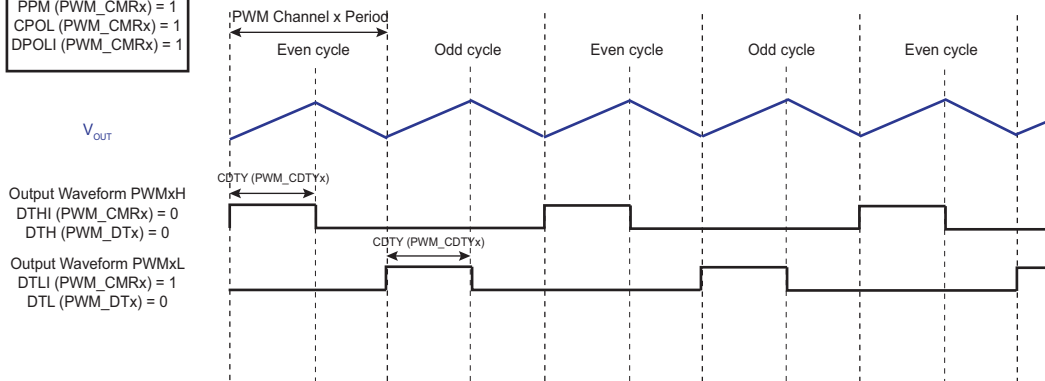 PPM (PWM_CMRx) = 1
CPOL (PWM_CMRx) = 1
DPOLI (PWM_CMRx) = 1
PWM Channel x Period
Even cycle
Odd cycle
Even cycle
Odd cycle
Even cycle
VOUT
CDTY (PWM_CDTYx)
Output Waveform PWMxH
DTHI (PWM_CMRx) = 0
DTH (PWM_DTx) = 0
CDTY (PWM_CDTYx)
Output Waveform PWMxL
DTLI (PWM_CMRx) = 1
DTL (PWM_DTx) = 0